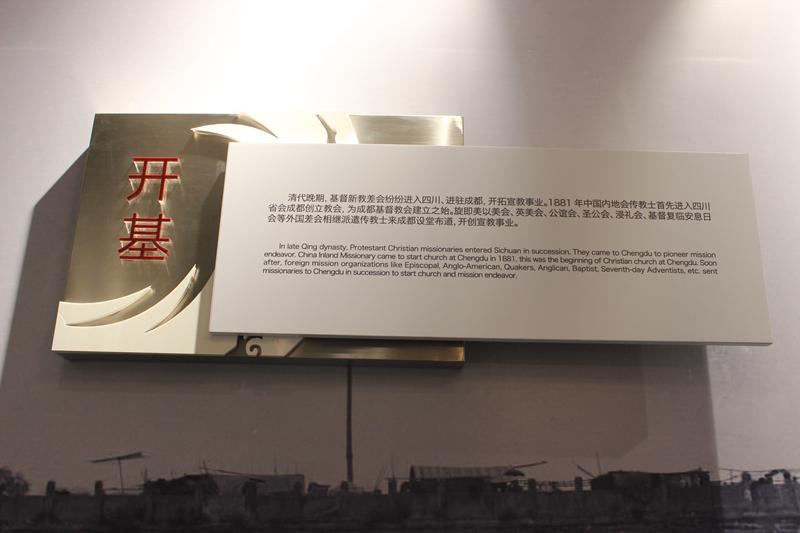 开
基
清代晚期，基督新教差会纷纷进入四川、进驻成都，开拓宣教事业。1881 年中国内地会传教士首先进入四川
省会成都创立教会，为成都基督教会建立之始。旋即美以美会、英美会、公谊会、圣公会、浸礼会、基督复临安息日
会等外国差会相继派遣传教士来成都设堂布道，开创宣教事业。
In late Qing dynasty, Protestant Christian missionaries entered Sichuan in succession. They came to Chengdu to pioneer mission
endeavor. China Inland Missionary came to start church at Chengdu in 1881, this was the beginning of Christian church at Chengdu. Soon
after, foreign mission organizations like Episcopal, Anglo-American, Quakers, Anglican, Baptist, Seventh-day Adventists, etc. sent
missionaries to Chengdu in succession to start church and mission endeavor.